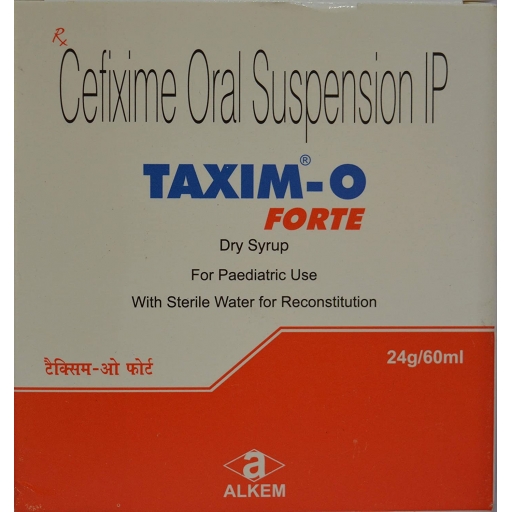 Rx
Cefixime Oral Suspension IP
TAXIM®-O
FORTE
Dry Syrup
For Paediatric Use
With Sterile Water for Reconstitution
24g/60ml
टैक्सिम-ओ फोर्ट
a
ALKEM